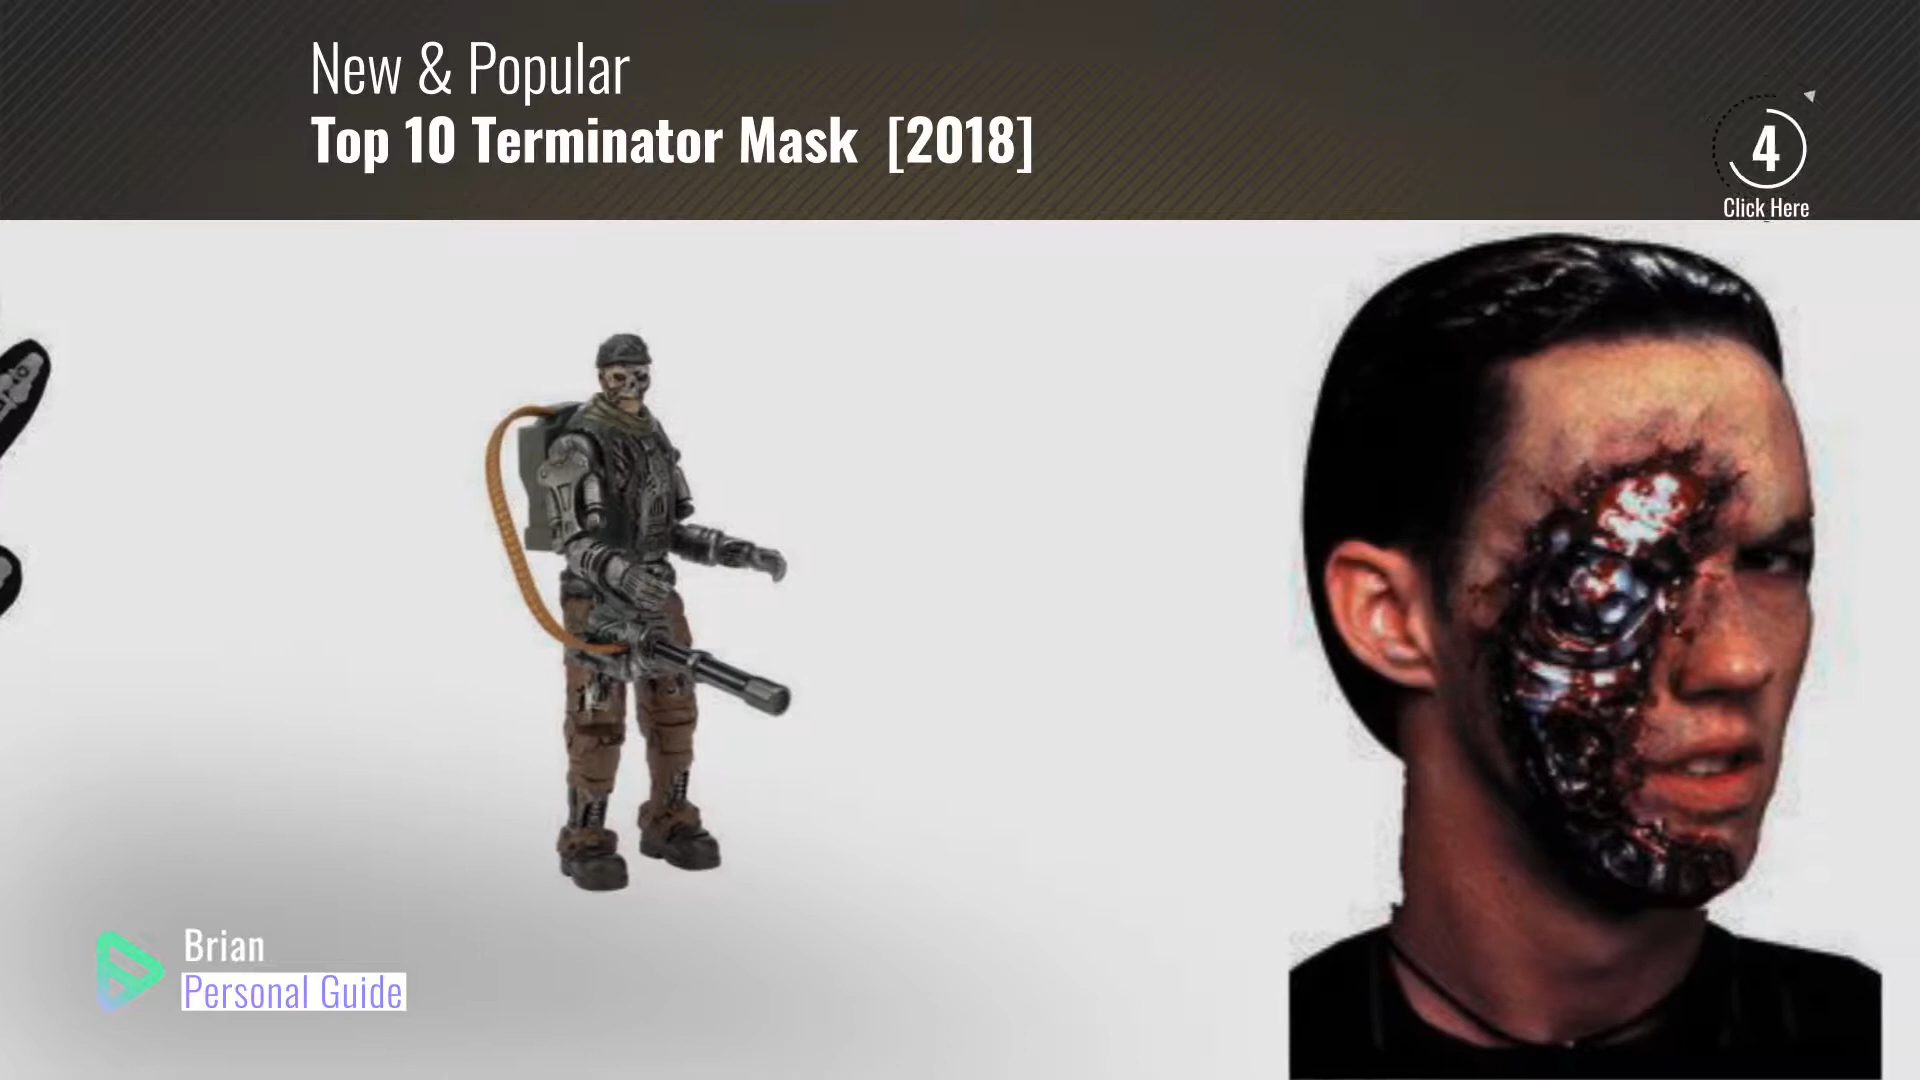 New & Popular
Top 10 Terminator Mask [2018]
4
Click Here
Brian
Personal Guide